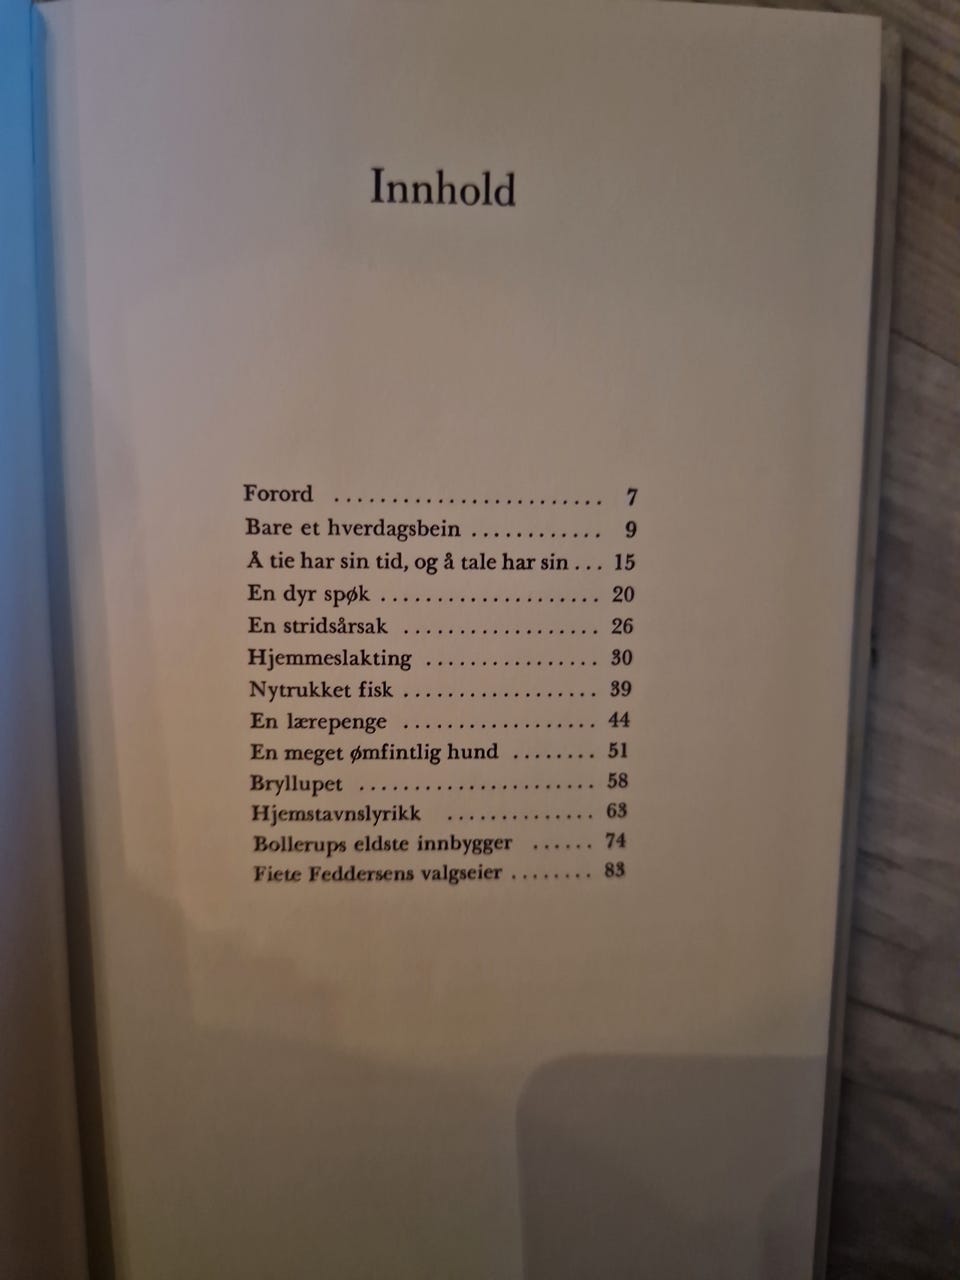 Innhold
Forord ........................ 7
Bare et hverdagsbein ............ 9
Å tie har sin tid, og å tale har sin ... 15
En dyr spøk .................... 20
En stridsårsak .................. 26
Hjemmeslakting ................ 30
Nytrukket fisk .................. 39
En lærepenge .................. 44
En meget ømfintlig hund ........ 51
Bryllupet ...................... 58
Hjemstavnslyrikk .............. 63
Bollerups eldste innbygger ...... 74
Fiete Feddersens valgseier ........ 83